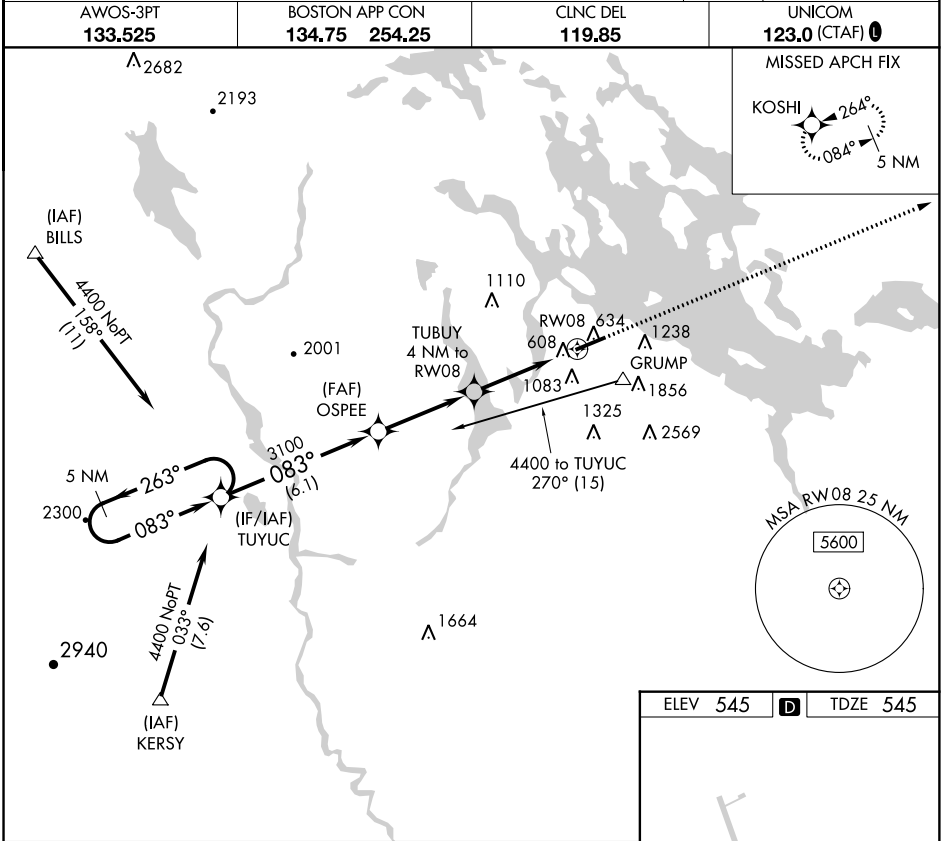 AWOS-3PT
133.525
BOSTON APP CON
134.75 254.25
CLNC DEL
119.85
UNICOM
123.0 (CTAF) L
MISSED APCH FIX
KOSHI
264°
084°
5 NM
2682
2193
(IAF)
BILLS
4400 NoPT
158°
(11)
1110
TUBUY
4 NM to
RW08
RW08
634
608
1238
GRUMP
1083
1856
2001
(FAF)
OSPEE
1325
2569
3100
083°
(6.1)
4400 to TUYUC
270° (15)
5 NM
263°
2300
083°
(IF/IAF)
TUYUC
MSA RW08 25 NM
5600
4400 NoPT
033°
(7.6)
1664
2940
(IAF)
KERSY
ELEV 545 D TDZE 545